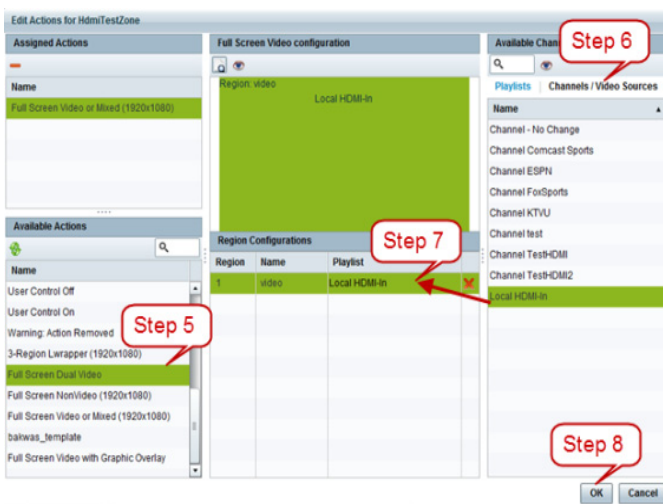 Edit Actions for HdmiTestZone
Assigned Actions
Name
Full Screen Video or Mixed (1920x1080)
Available Actions
Name
User Control Off
User Control On
Warning: Action Removed
3-Region Lwrapper (1920x1080)
Full Screen Dual Video
Full Screen NonVideo (1920x1080)
Full Screen Video or Mixed (1920x1080)
bakwas_template
Full Screen Video with Graphic Overlay
Step 5
Full Screen Video configuration
Region: video
Local HDMI-In
Region Configurations
Region Name Playlist
1 video Local HDMI-In
Step 7
Available Chan
Step 6
Playlists Channels / Video Sources
Name
Channel - No Change
Channel Comcast Sports
Channel ESPN
Channel FoxSports
Channel KTVU
Channel test
Channel TestHDMI
Channel TestHDMI2
Local HDMI-In
Step 8
OK Cancel